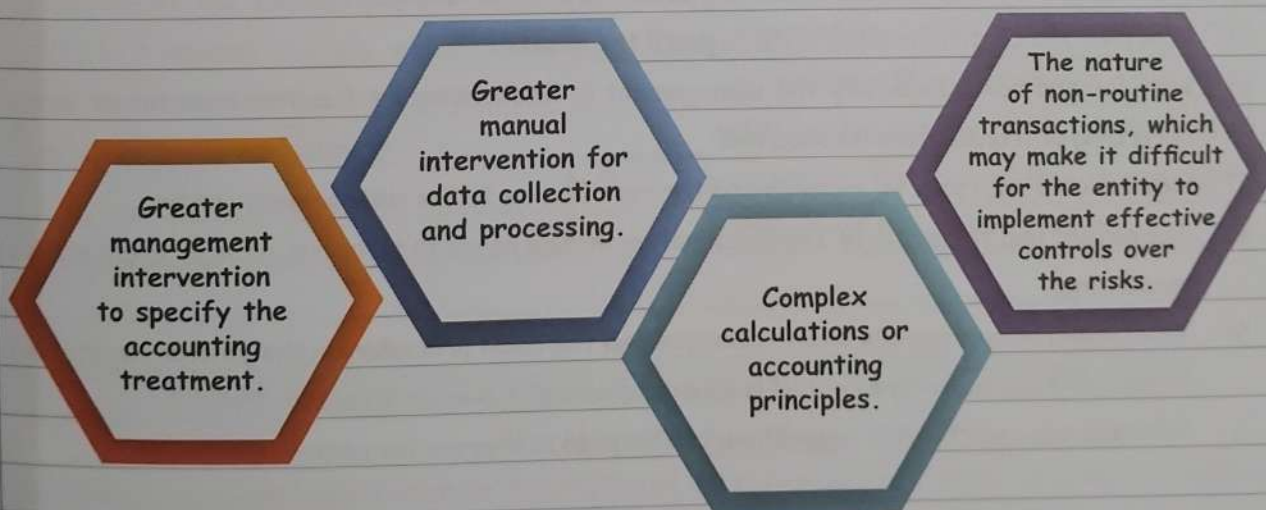 Greater
management
intervention
to specify the
accounting
treatment.
Greater
manual
intervention for
data collection
and processing.
Complex
calculations or
accounting
principles.
The nature
of non-routine
transactions, which
may make it difficult
for the entity to
implement effective
controls over
the risks.